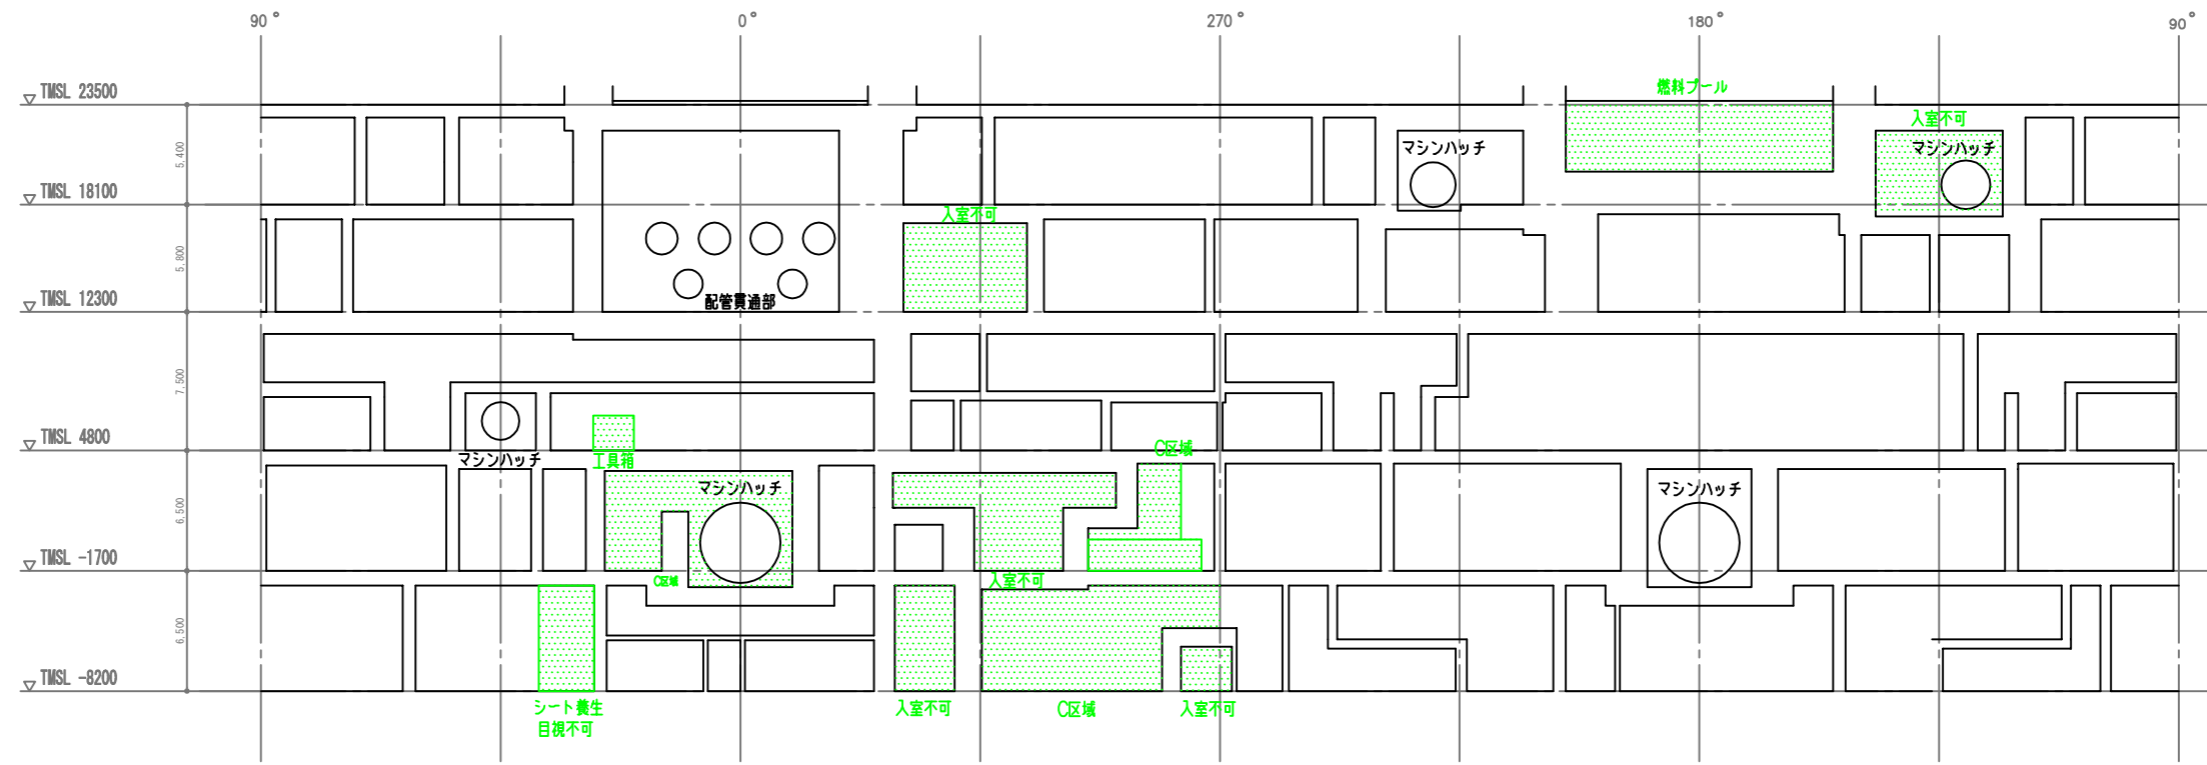 90°
0°
270°
180°
90°
TMSL 23500
燃料プール
入室不可
5,400
マシンハッチ
マシンハッチ
TMSL 18100
入室不可
5,800
TMSL 12300
配管貫通部
7,500
TMSL 4800
C区域
マシンハッチ
工具箱
マシンハッチ
マシンハッチ
6,500
TMSL -1700
C区域
入室不可
6,500
TMSL -8200
シート養生
目視不可
入室不可
C区域
入室不可